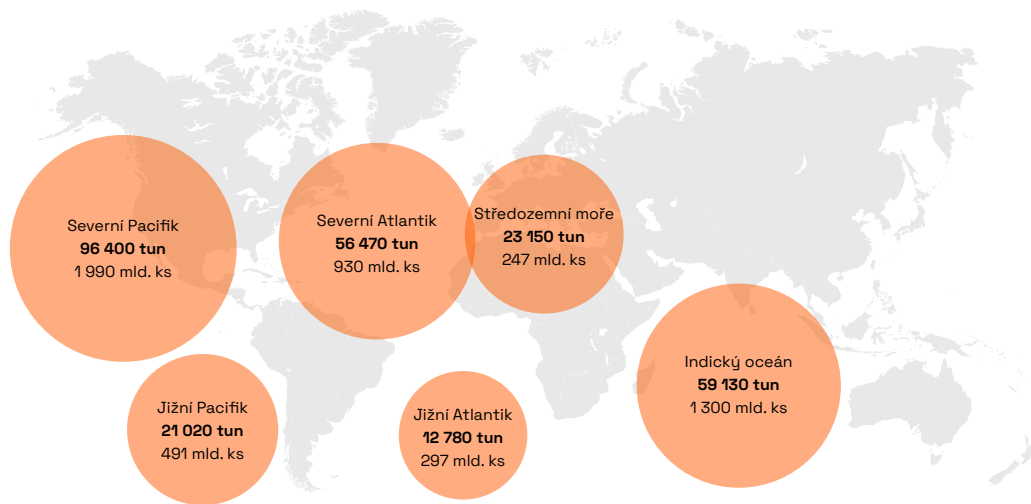 Severní Pacifik
96 400 tun
1 990 mld. ks
Severní Atlantik
56 470 tun
930 mld. ks
Středozemní moře
23 150 tun
247 mld. ks
Indický oceán
59 130 tun
1 300 mld. ks
Jižní Pacifik
21 020 tun
491 mld. ks
Jižní Atlantik
12 780 tun
297 mld. ks